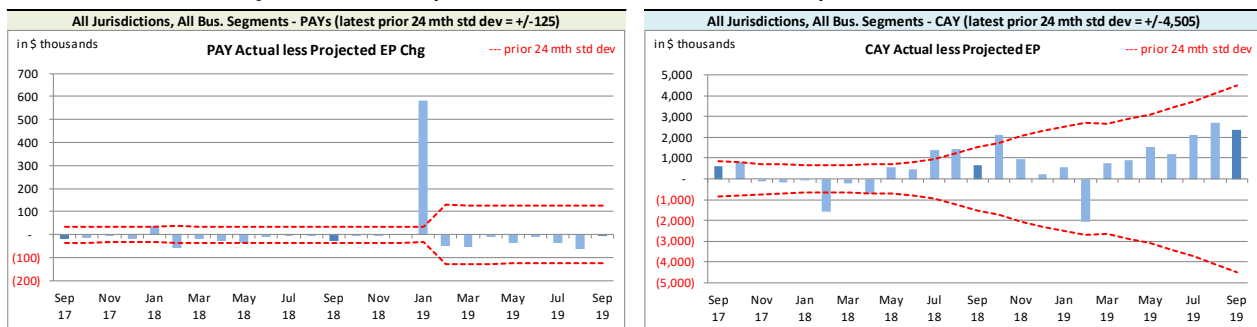 All Jurisdictions, All Bus. Segments - PAYs (latest prior 24 mth std dev = +/-125)
in $ thousands
PAY Actual less Projected EP Chg
--- prior 24 mth std dev
700
600
500
400
300
200
100
-
(100)
(200)
Sep Nov Jan Mar May Jul Sep Nov Jan Mar May Jul Sep
17 17 18 18 18 18 18 18 19 19 19 19 19
All Jurisdictions, All Bus. Segments - CAY (latest prior 24 mth std dev = +/-4,505)
in $ thousands
CAY Actual less Projected EP
--- prior 24 mth std dev
5,000
4,000
3,000
2,000
1,000
-
(1,000)
(2,000)
(3,000)
(4,000)
(5,000)
Sep Nov Jan Mar May Jul Sep Nov Jan Mar May Jul Sep
17 17 18 18 18 18 18 18 19 19 19 19 19